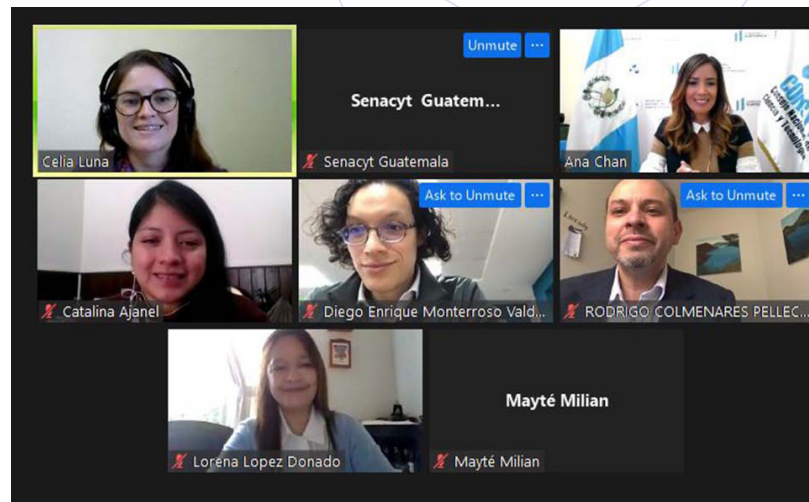 Unmute ...
Senacyt Guatem...
Celia Luna
Senacyt Guatemala
Ana Chan
Ask to Unmute ...
Ask to Unmute ...
Catalina Ajanel
Diego Enrique Monterroso Vald...
RODRIGO COLMENARES PELLEC...
Mayté Milian
Lorena Lopez Donado
Mayté Milian